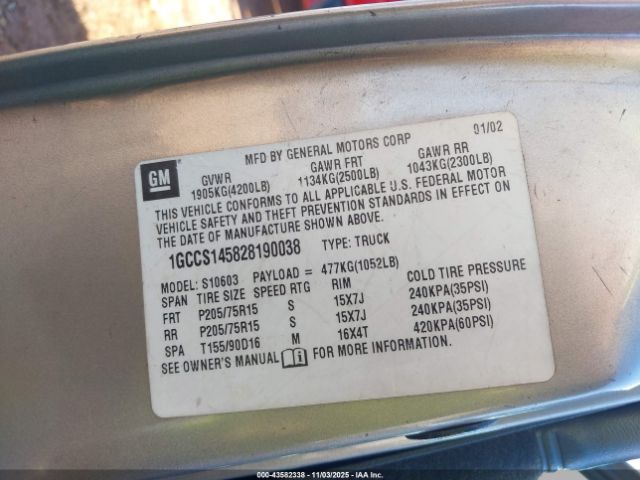 GM
MFD BY GENERAL MOTORS CORP 01/02
GVWR GAWR FRT GAWR RR
1905KG(4200LB) 1134KG(2500LB) 1043KG(2300LB)
THIS VEHICLE CONFORMS TO ALL APPLICABLE U.S. FEDERAL MOTOR
VEHICLE SAFETY AND THEFT PREVENTION STANDARDS IN EFFECT ON
THE DATE OF MANUFACTURE SHOWN ABOVE.
1GCCS145828190038 TYPE: TRUCK
MODEL: S10603 PAYLOAD = 477KG(1052LB)
SPAN TIRE SIZE SPEED RTG RIM COLD TIRE PRESSURE
FRT P205/75R15 S 15X7J 240KPA(35PSI)
RR P205/75R15 S 15X7J 240KPA(35PSI)
SPA T155/90D16 M 16X4T 420KPA(60PSI)
SEE OWNER'S MANUAL FOR MORE INFORMATION.
000-43582338 - 11/03/2025 - IAAI.com